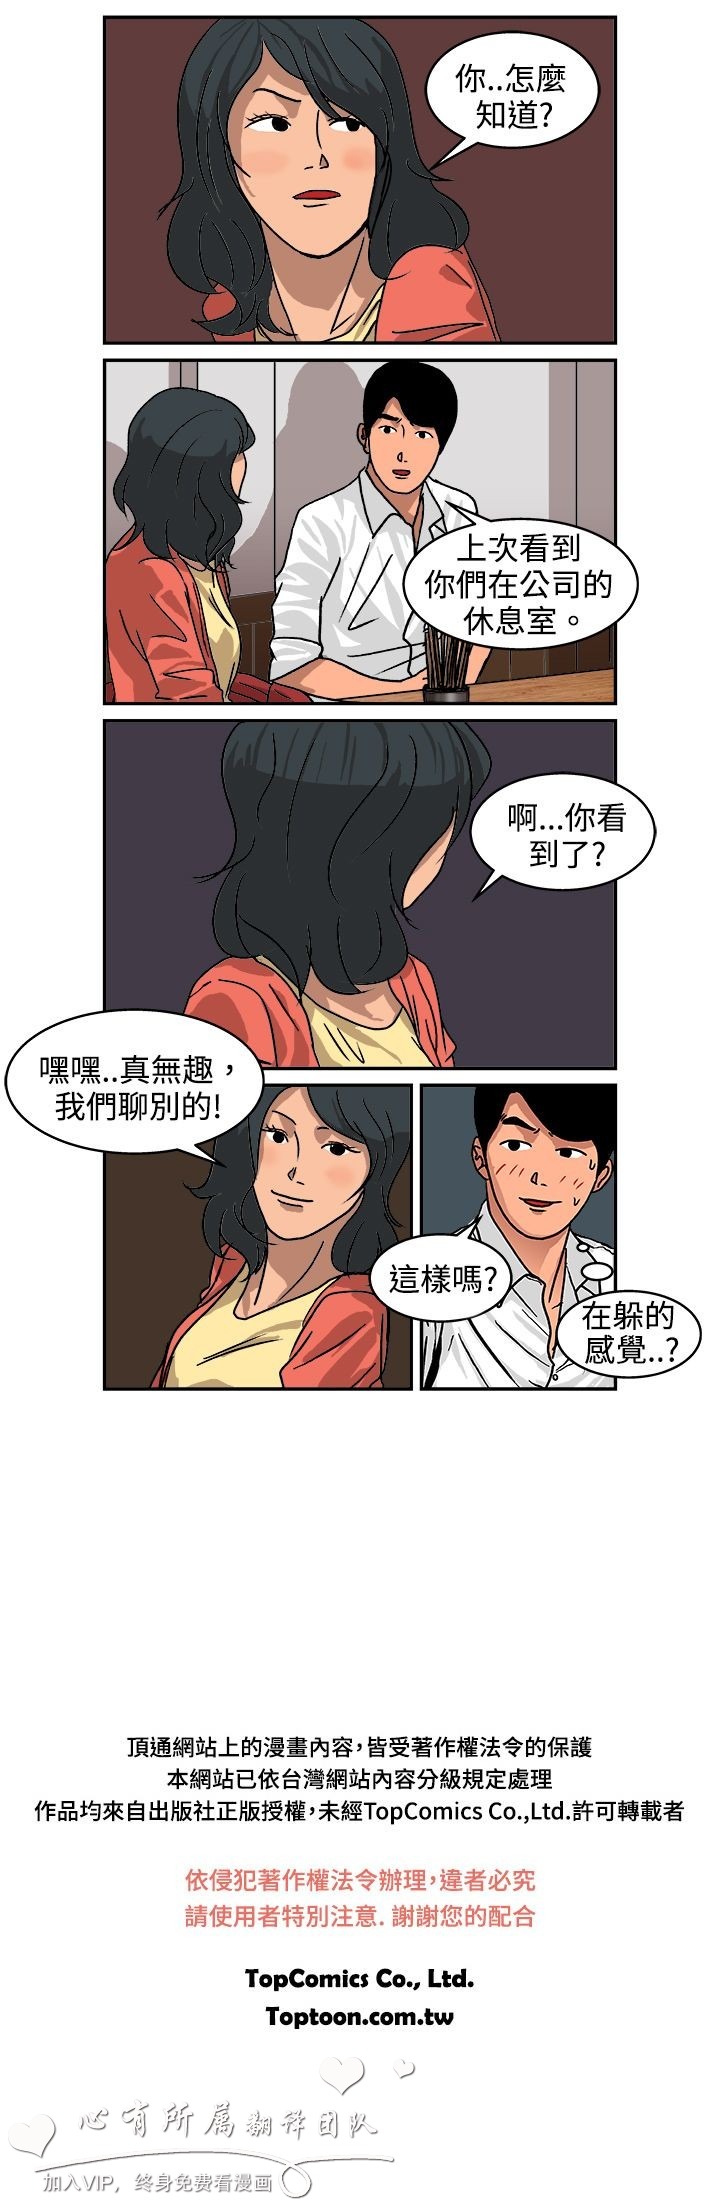 你..怎麼
知道?
上次看到
你們在公司的
休息室。
啊...你看
到了?
嘿嘿..真無趣，
我們聊別的!
這樣嗎?
在躲的
感覺..?
頂通網站上的漫畫內容，皆受著作權法令的保護
本網站已依台灣網站內容分級規定處理
作品均來自出版社正版授權，未經TopComics Co.,Ltd.許可轉載者
依侵犯著作權法令辦理，違者必究
請使用者特別注意. 謝謝您的配合
TopComics Co., Ltd.
Toptoon.com.tw
心有所属翻译团队
加入VIP，终身免费看漫画